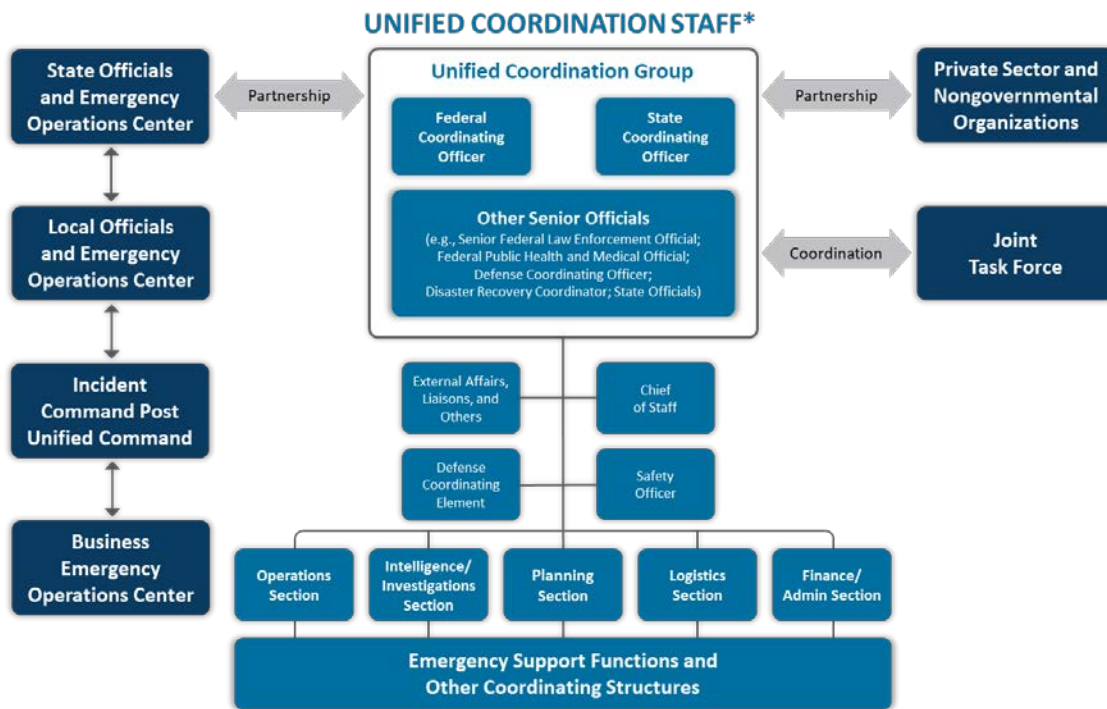 UNIFIED COORDINATION STAFF*
State Officials
and Emergency
Operations Center
Partnership
Unified Coordination Group
Federal
Coordinating
Officer
State
Coordinating
Officer
Other Senior Officials
(e.g., Senior Federal Law Enforcement Official;
Federal Public Health and Medical Official;
Defense Coordinating Officer;
Disaster Recovery Coordinator; State Officials)
Partnership
Private Sector and
Nongovernmental
Organizations
Local Officials
and Emergency
Operations Center
Coordination
Joint
Task Force
Incident
Command Post
Unified Command
External Affairs,
Liaisons, and
Others
Chief
of Staff
Defense
Coordinating
Element
Safety
Officer
Business
Emergency
Operations Center
Operations
Section
Intelligence/
Investigations
Section
Planning
Section
Logistics
Section
Finance/
Admin Section
Emergency Support Functions and
Other Coordinating Structures